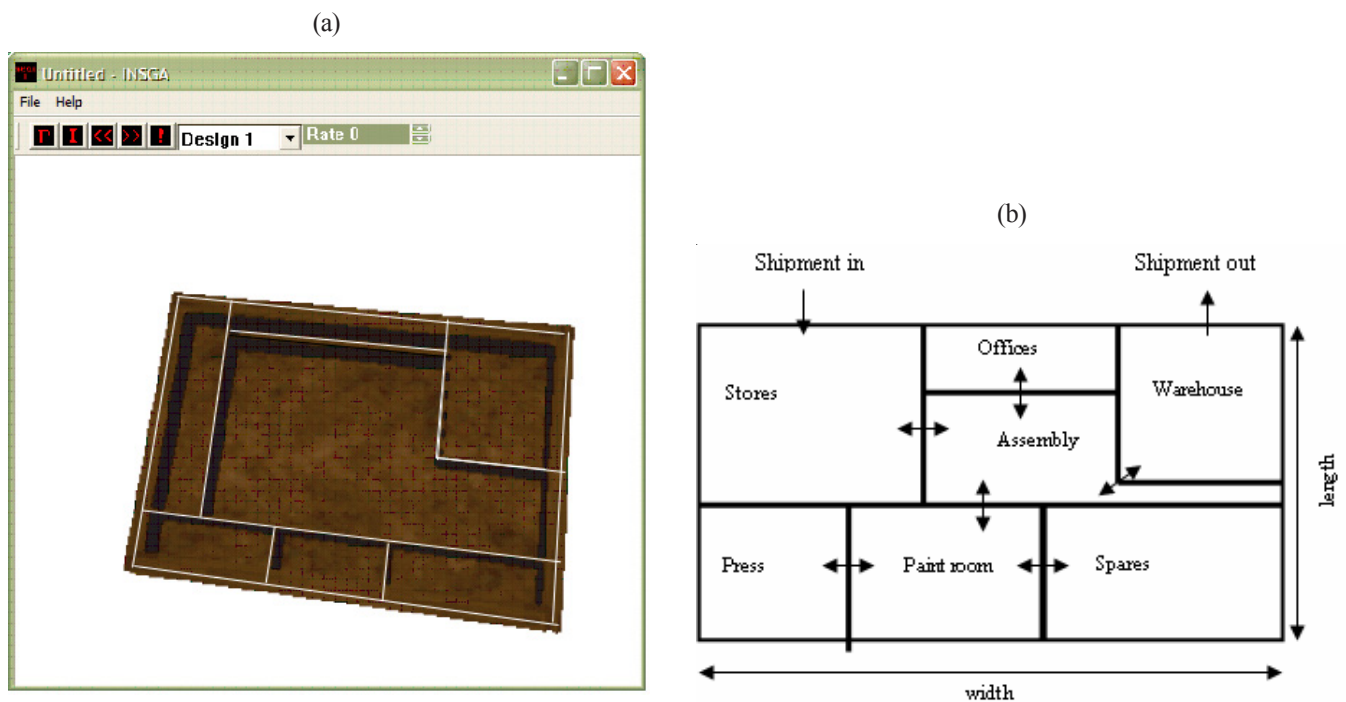 (a)
Untitled - INSGA
File Help
r I << >> ! Design 1 Rate 0
(b)
Shipment in
Shipment out
Offices
Stores
Warehouse
Assembly
length
Press
Paint room
Spares
width